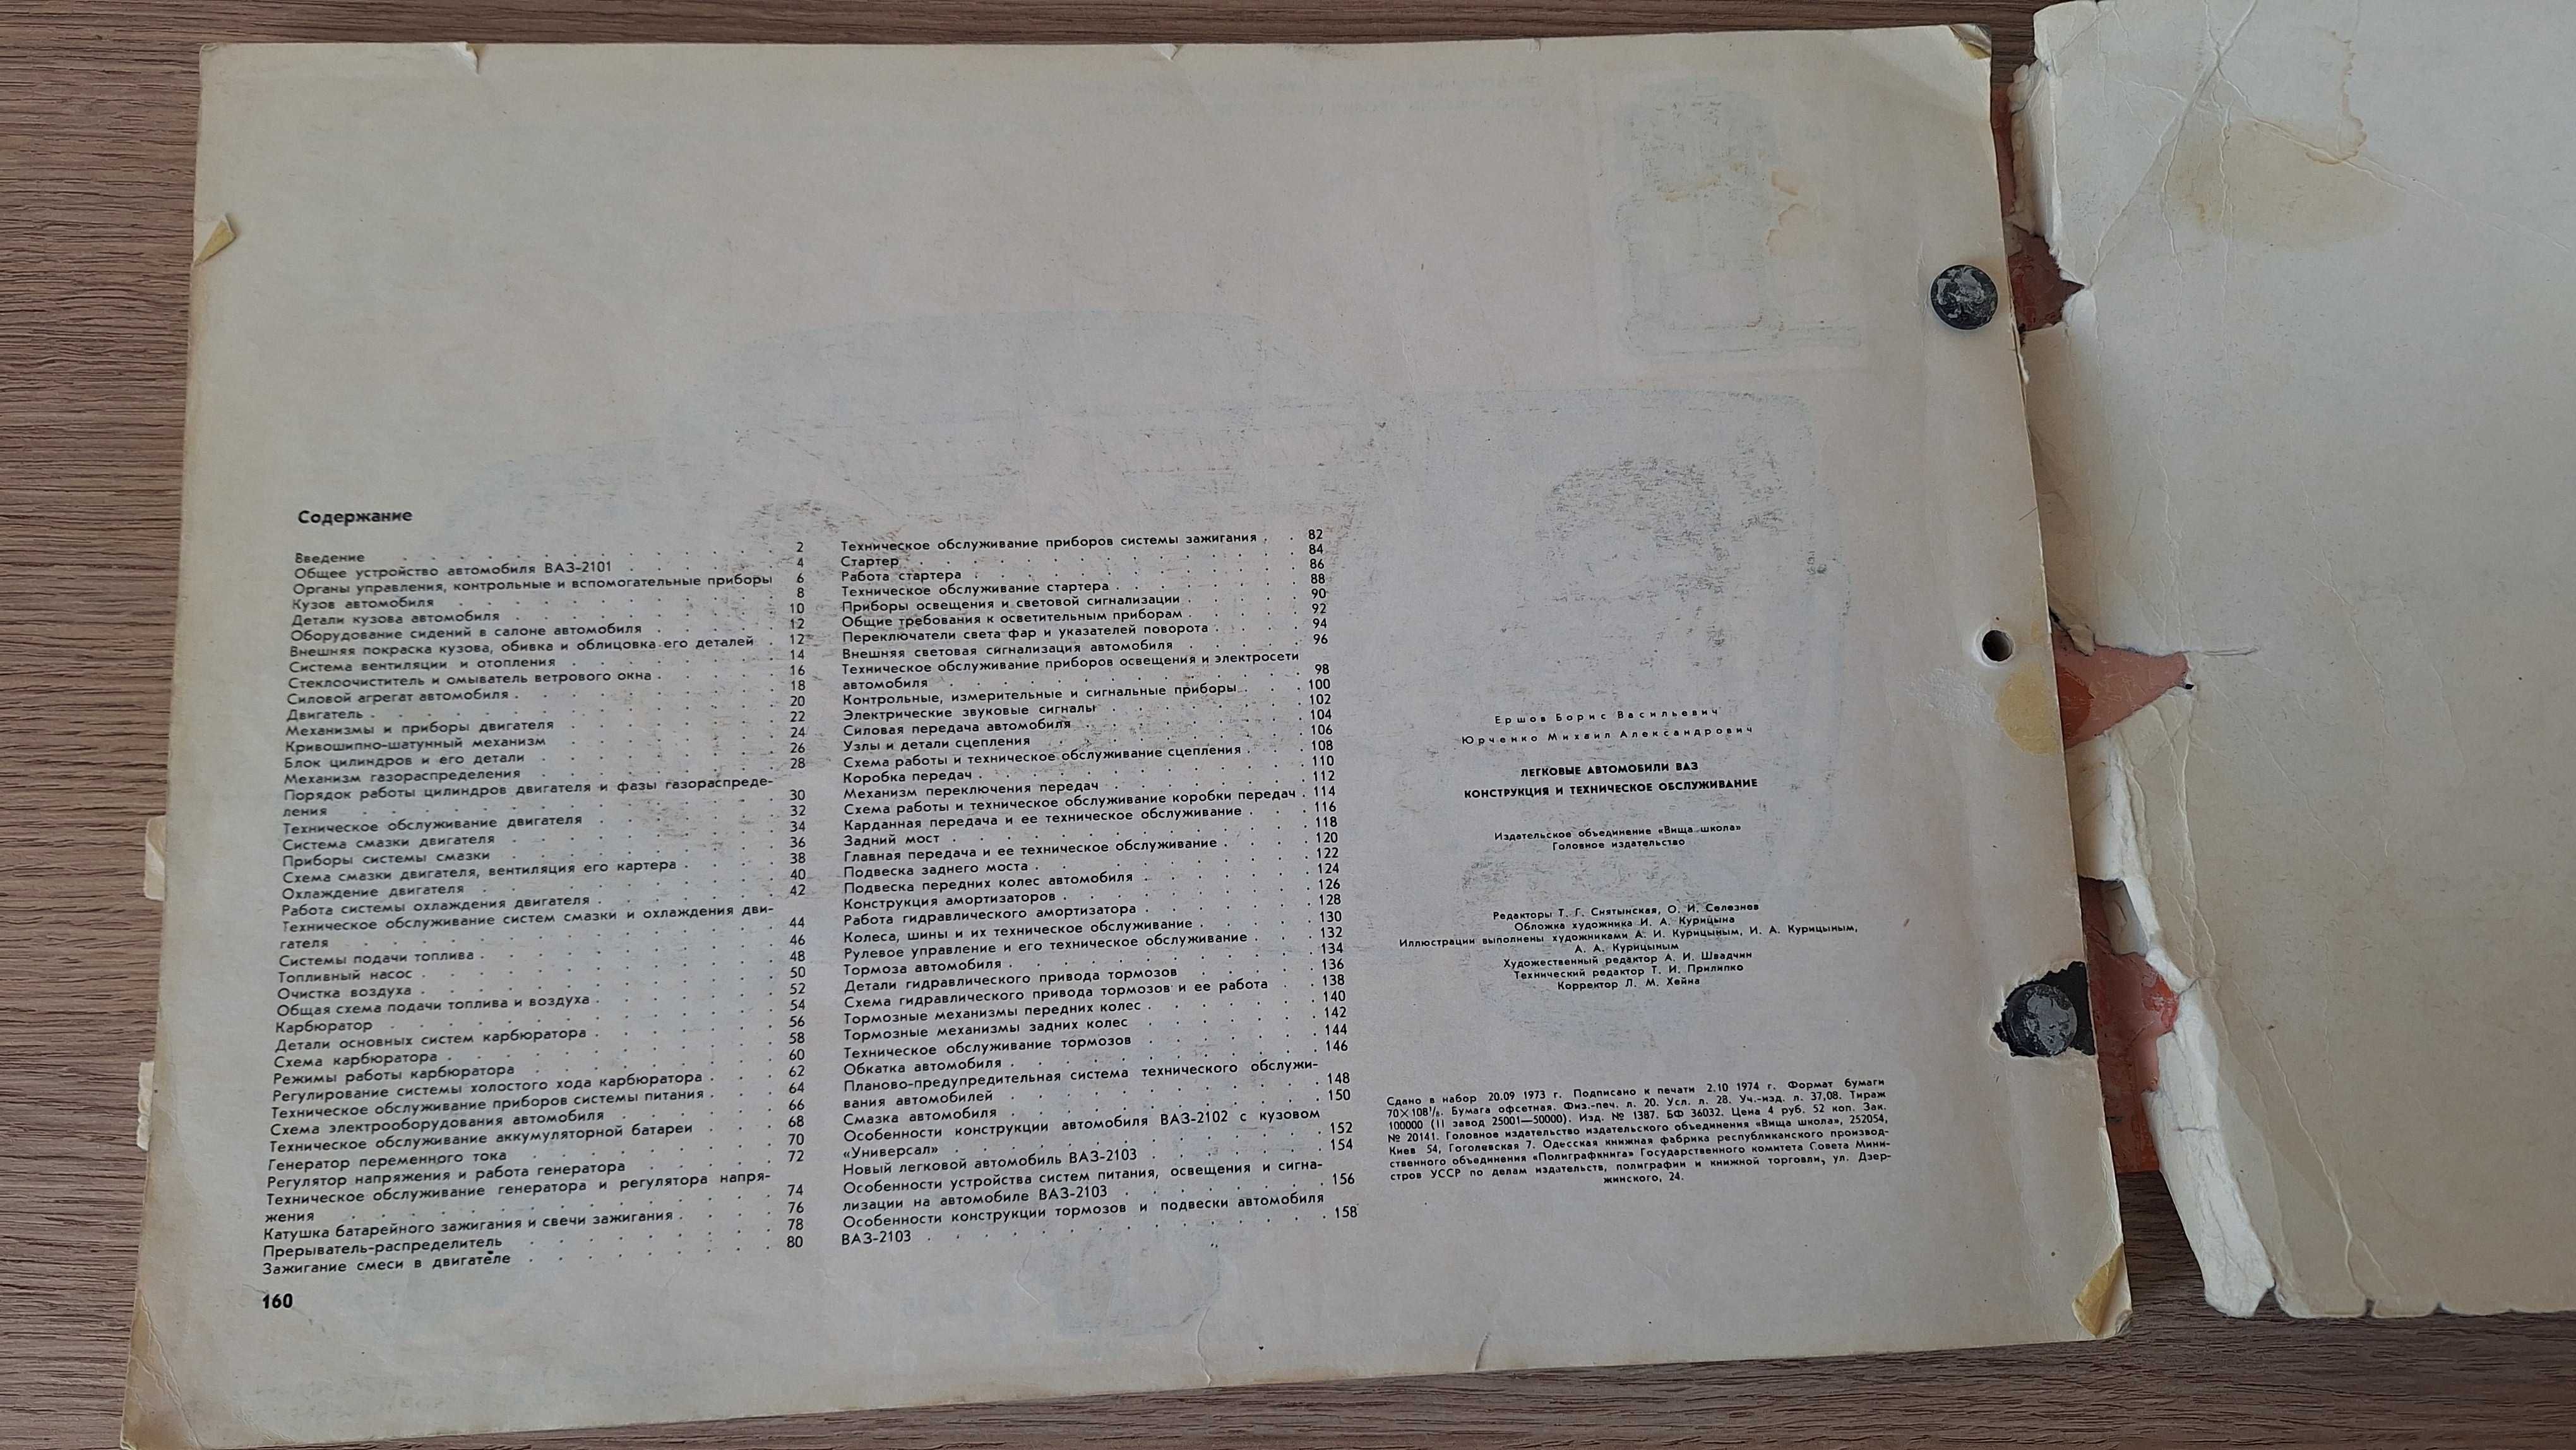 Содержание
Введение . . . . . . . . . . . . . . 2
Общее устройство автомобиля ВАЗ-2101 . . . . . . 4
Органы управления, контрольные и вспомогательные приборы 6
Кузов автомобиля . . . . . . . . . . . . 8
Детали кузова автомобиля . . . . . . . . . . 10
Оборудование сидений в салоне автомобиля . . . . . 12
Внешняя покраска кузова, обивка и облицовка его деталей . 12
Система вентиляции и отопления . . . . . . . . 14
Стеклоочиститель и омыватель ветрового окна . . . . . 16
Силовой агрегат автомобиля . . . . . . . . . . 18
Двигатель . . . . . . . . . . . . . . 20
Механизмы и приборы двигателя . . . . . . . . 22
Кривошипно-шатунный механизм . . . . . . . . 24
Блок цилиндров и его детали . . . . . . . . . 26
Механизм газораспределения . . . . . . . . . 28
Порядок работы цилиндров двигателя и фазы газораспреде-
ления . . . . . . . . . . . . . . 30
Техническое обслуживание двигателя . . . . . . . 32
Система смазки двигателя . . . . . . . . . . 34
Приборы системы смазки . . . . . . . . . . 36
Схема смазки двигателя, вентиляция его картера . . . . 38
Охлаждение двигателя . . . . . . . . . . . 40
Работа системы охлаждения двигателя . . . . . . . 42
Техническое обслуживание систем смазки и охлаждения дви-
гателя . . . . . . . . . . . . . . 44
Системы подачи топлива . . . . . . . . . . . 46
Топливный насос . . . . . . . . . . . . . 48
Очистка воздуха . . . . . . . . . . . . . 50
Общая схема подачи топлива и воздуха . . . . . . . 52
Карбюратор . . . . . . . . . . . . . . 54
Детали основных систем карбюратора . . . . . . . 56
Схема карбюратора . . . . . . . . . . . . 58
Режимы работы карбюратора . . . . . . . . . 60
Регулирование системы холостого хода карбюратора . . . 62
Техническое обслуживание приборов системы питания . . . 64
Схема электрооборудования автомобиля . . . . . . 66
Техническое обслуживание аккумуляторной батареи . . . 68
Генератор переменного тока . . . . . . . . . 70
Регулятор напряжения и работа генератора . . . . . 72
Техническое обслуживание генератора и регулятора напря-
жения . . . . . . . . . . . . . . 74
Катушка батарейного зажигания и свечи зажигания . . . . 76
Прерыватель-распределитель . . . . . . . . . 78
Зажигание смеси в двигателе . . . . . . . . . 80
160
Техническое обслуживание приборов системы зажигания . . 82
Стартер . . . . . . . . . . . . . . 84
Работа стартера . . . . . . . . . . . . 86
Техническое обслуживание стартера . . . . . . . 88
Приборы освещения и световой сигнализации . . . . . 90
Общие требования к осветительным приборам . . . . . 92
Переключатели света фар и указателей поворота . . . . 94
Внешняя световая сигнализация автомобиля . . . . . 96
Техническое обслуживание приборов освещения и электросети
автомобиля . . . . . . . . . . . . . 98
Контрольные, измерительные и сигнальные приборы . . . 100
Электрические звуковые сигналы . . . . . . . . 102
Силовая передача автомобиля . . . . . . . . . 104
Узлы и детали сцепления . . . . . . . . . . 106
Схема работы и техническое обслуживание сцепления . . . 108
Коробка передач . . . . . . . . . . . . 110
Механизм переключения передач . . . . . . . . 112
Схема работы и техническое обслуживание коробки передач . 114
Карданная передача и ее техническое обслуживание . . . 116
Задний мост . . . . . . . . . . . . . 118
Главная передача и ее техническое обслуживание . . . . 120
Подвеска заднего моста . . . . . . . . . . 122
Подвеска передних колес автомобиля . . . . . . . 124
Конструкция амортизаторов . . . . . . . . . 126
Работа гидравлического амортизатора . . . . . . . 128
Колеса, шины и их техническое обслуживание . . . . . 130
Рулевое управление и его техническое обслуживание . . . 132
Тормоза автомобиля . . . . . . . . . . . 134
Детали гидравлического привода тормозов . . . . . 136
Схема гидравлического привода тормозов и ее работа . . 138
Тормозные механизмы передних колес . . . . . . . 140
Тормозные механизмы задних колес . . . . . . . 142
Техническое обслуживание тормозов . . . . . . . 144
Обкатка автомобиля . . . . . . . . . . . 146
Планово-предупредительная система технического обслужи-
вания автомобилей . . . . . . . . . . . 148
Смазка автомобиля . . . . . . . . . . . 150
Особенности конструкции автомобиля ВАЗ-2102 с кузовом
«Универсал» . . . . . . . . . . . . . 152
Новый легковой автомобиль ВАЗ-2103 . . . . . . . 154
Особенности устройства систем питания, освещения и сигна-
лизации на автомобиле ВАЗ-2103 . . . . . . . . 156
Особенности конструкции тормозов и подвески автомобиля
ВАЗ-2103 . . . . . . . . . . . . . . 158
Ершов Борис Васильевич
Юрченко Михаил Александрович
ЛЕГКОВЫЕ АВТОМОБИЛИ ВАЗ
КОНСТРУКЦИЯ И ТЕХНИЧЕСКОЕ ОБСЛУЖИВАНИЕ
Издательское объединение «Вища школа»
Головное издательство
Редакторы Т. Г. Снятынская, О. И. Селезнев
Обложка художника И. А. Курицына
Иллюстрации выполнены художниками А. И. Курицыным, И. А. Курицыным,
А. А. Курицыным
Художественный редактор А. И. Швадчин
Технический редактор Т. И. Прилипко
Корректор Л. М. Хейна
Сдано в набор 20.09 1973 г. Подписано к печати 2.10 1974 г. Формат бумаги
70×108¹/₈. Бумага офсетная. Физ.-печ. л. 20. Усл. л. 28. Уч.-изд. л. 37,08. Тираж
100000 (II завод 25001—50000). Изд. № 1387. БФ 36032. Цена 4 руб. 52 коп. Зак.
№ 20141. Головное издательство издательского объединения «Вища школа», 252054,
Киев 54, Гоголевская 7. Одесская книжная фабрика республиканского производ-
ственного объединения «Полиграфкнига» Государственного комитета Совета Мини-
стров УССР по делам издательств, полиграфии и книжной торговли, ул. Дзер-
жинского, 24.